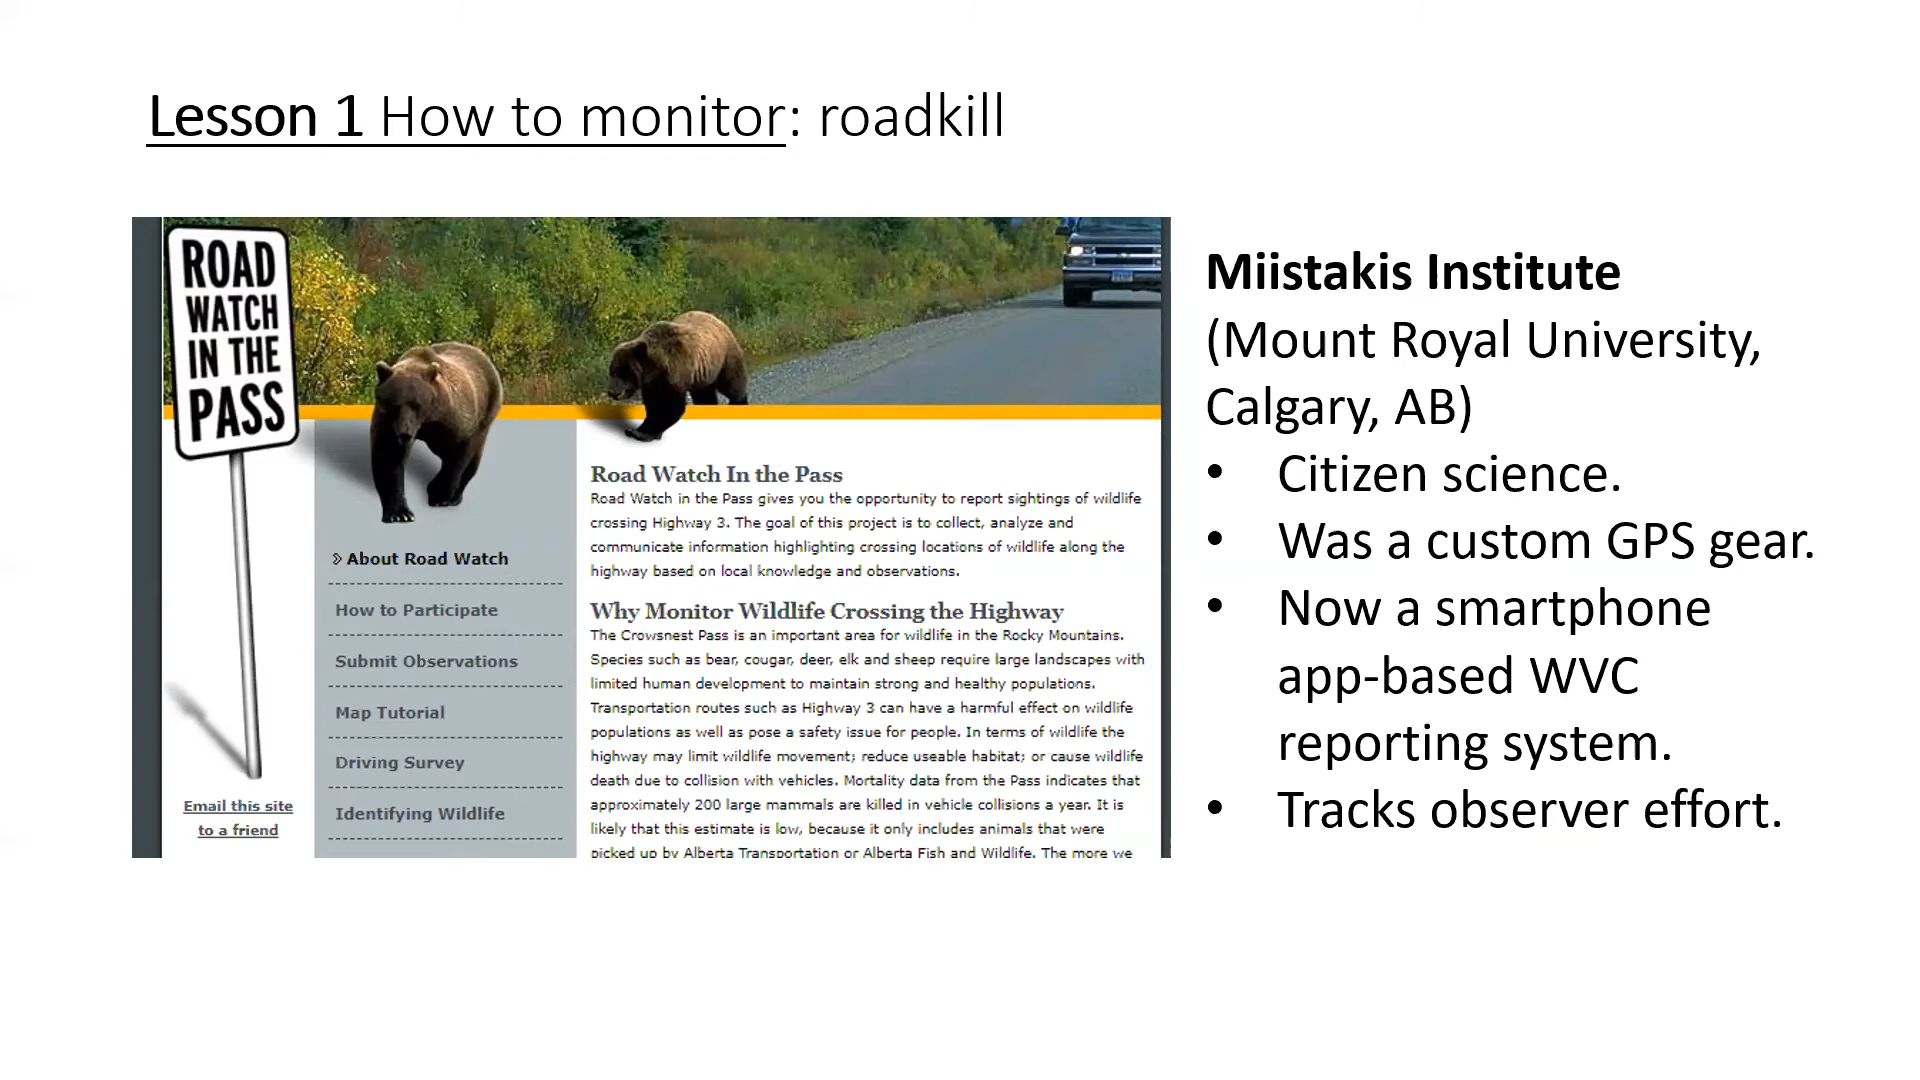 Lesson 1 How to monitor: roadkill
ROAD
WATCH
IN THE
PASS
Email this site
to a friend
About Road Watch
How to Participate
Submit Observations
Map Tutorial
Driving Survey
Identifying Wildlife
Road Watch In the Pass
Road Watch in the Pass gives you the opportunity to report sightings of wildlife
crossing Highway 3. The goal of this project is to collect, analyze and
communicate information highlighting crossing locations of wildlife along the
highway based on local knowledge and observations.
Why Monitor Wildlife Crossing the Highway
The Crowsnest Pass is an important area for wildlife in the Rocky Mountains.
Species such as bear, cougar, deer, elk and sheep require large landscapes with
limited human development to maintain strong and healthy populations.
Transportation routes such as Highway 3 can have a harmful effect on wildlife
populations as well as pose a safety issue for people. In terms of wildlife the
highway may limit wildlife movement; reduce useable habitat; or cause wildlife
death due to collision with vehicles. Mortality data from the Pass indicates that
approximately 200 large mammals are killed in vehicle collisions a year. It is
likely that this estimate is low, because it only includes animals that were
picked up by Alberta Transportation or Alberta Fish and Wildlife. The more we
Miistakis Institute
(Mount Royal University,
Calgary, AB)
• Citizen science.
• Was a custom GPS gear.
• Now a smartphone
app-based WVC
reporting system.
• Tracks observer effort.